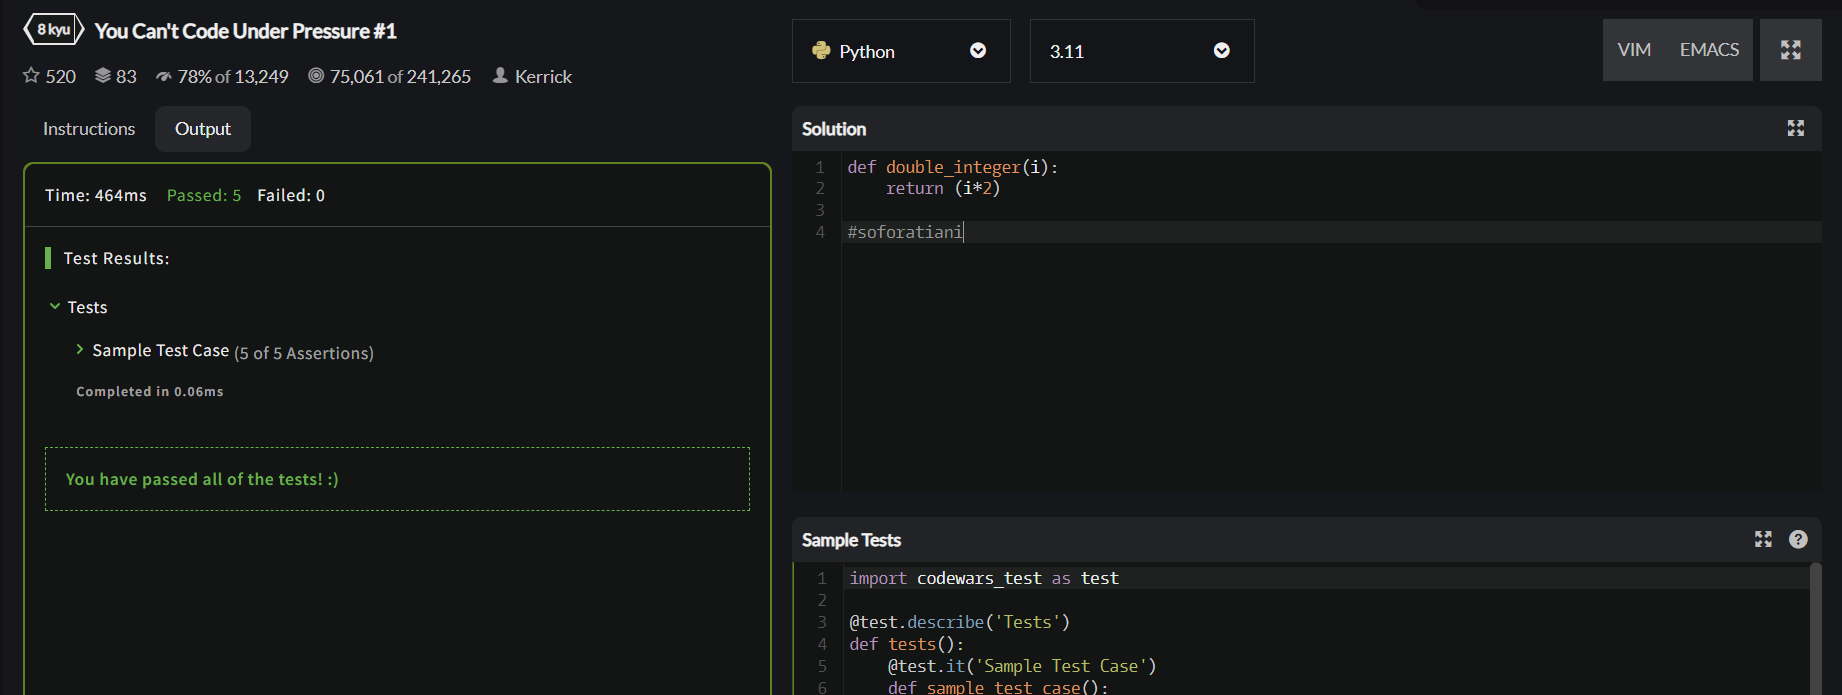 8 kyu You Can't Code Under Pressure #1
520 83 78% of 13,249 75,061 of 241,265 Kerrick
Instructions Output
Time: 464ms Passed: 5 Failed: 0
Test Results:
Tests
Sample Test Case (5 of 5 Assertions)
Completed in 0.06ms
You have passed all of the tests! :)
Python 3.11 VIM EMACS
Solution
1 def double_integer(i):
2 return (i*2)
3
4 #soforatiani
Sample Tests
1 import codewars_test as test
2
3 @test.describe('Tests')
4 def tests():
5 @test.it('Sample Test Case')
6 def sample_test_case():